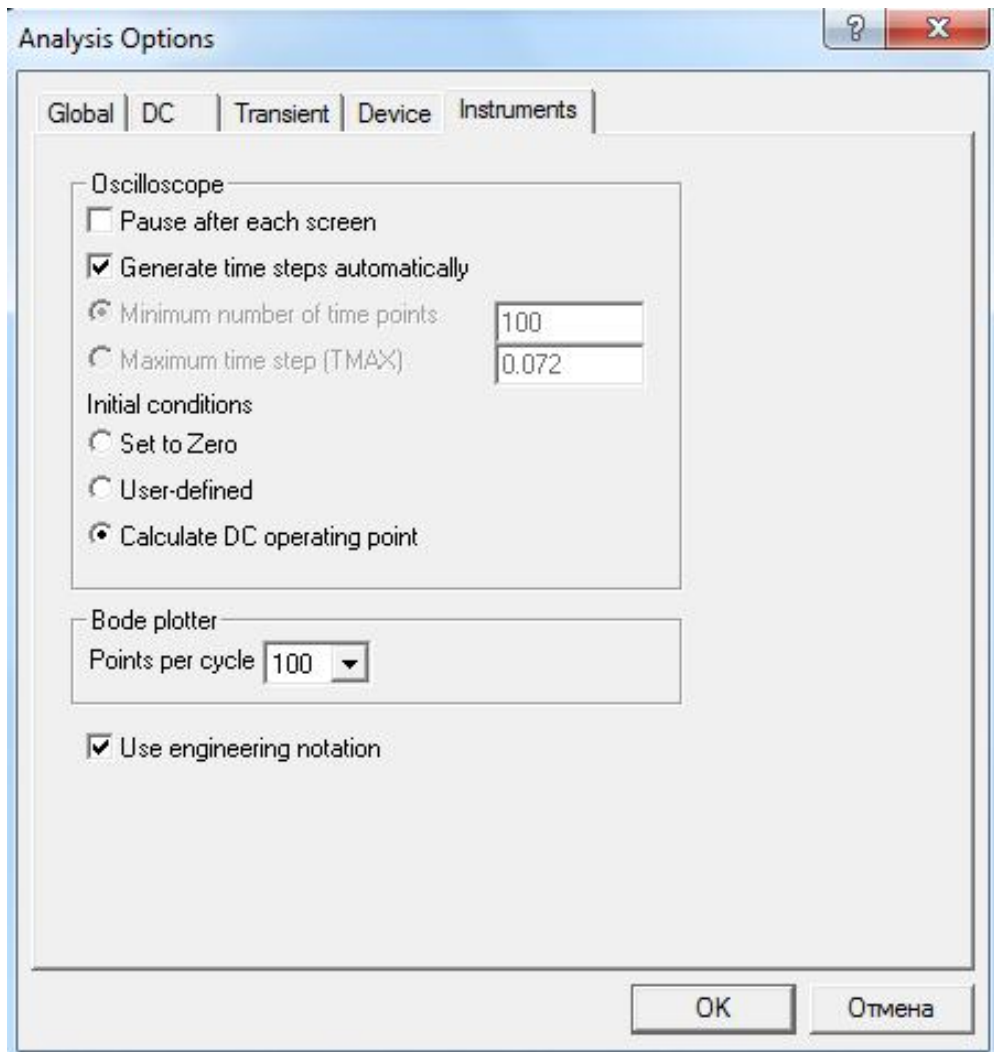 Analysis Options
Global DC Transient Device Instruments
Oscilloscope
Pause after each screen
Generate time steps automatically
Minimum number of time points 100
Maximum time step (TMAX) 0.072
Initial conditions
Set to Zero
User-defined
Calculate DC operating point
Bode plotter
Points per cycle 100
Use engineering notation
OK Отмена